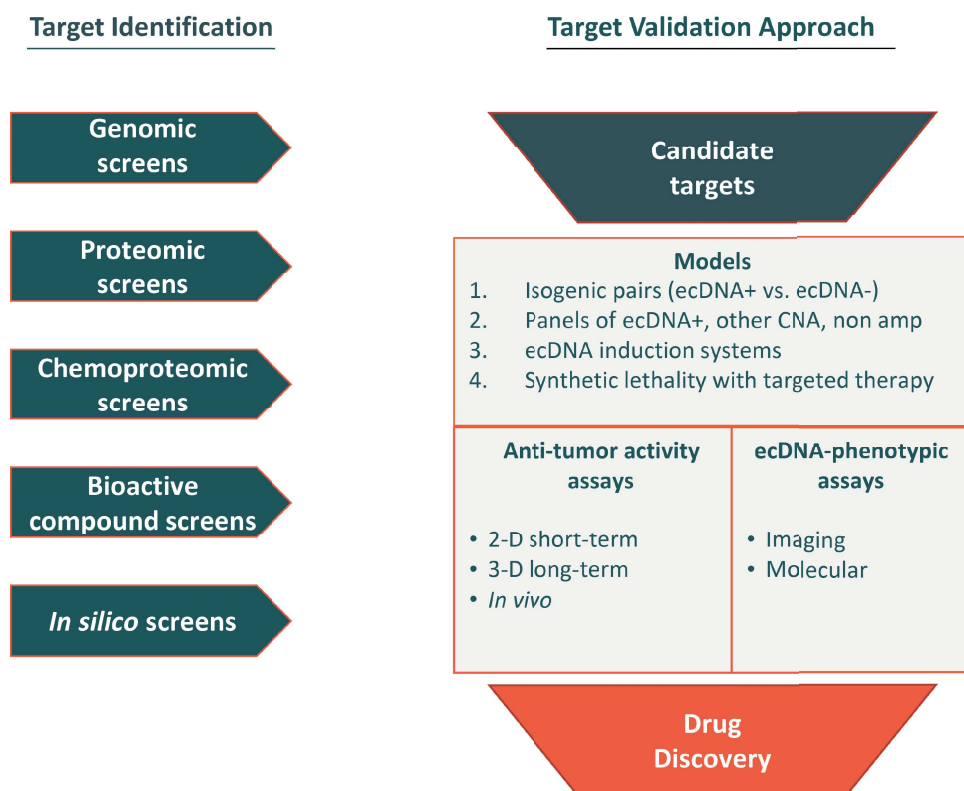 Target Identification
Genomic
screens
Proteomic
screens
Chemoproteomic
screens
Bioactive
compound screens
In silico screens
Target Validation Approach
Candidate
targets
Models
1. Isogenic pairs (ecDNA+ vs. ecDNA-)
2. Panels of ecDNA+, other CNA, non amp
3. ecDNA induction systems
4. Synthetic lethality with targeted therapy
Anti-tumor activity
assays
• 2-D short-term
• 3-D long-term
• In vivo
ecDNA-phenotypic
assays
• Imaging
• Molecular
Drug
Discovery